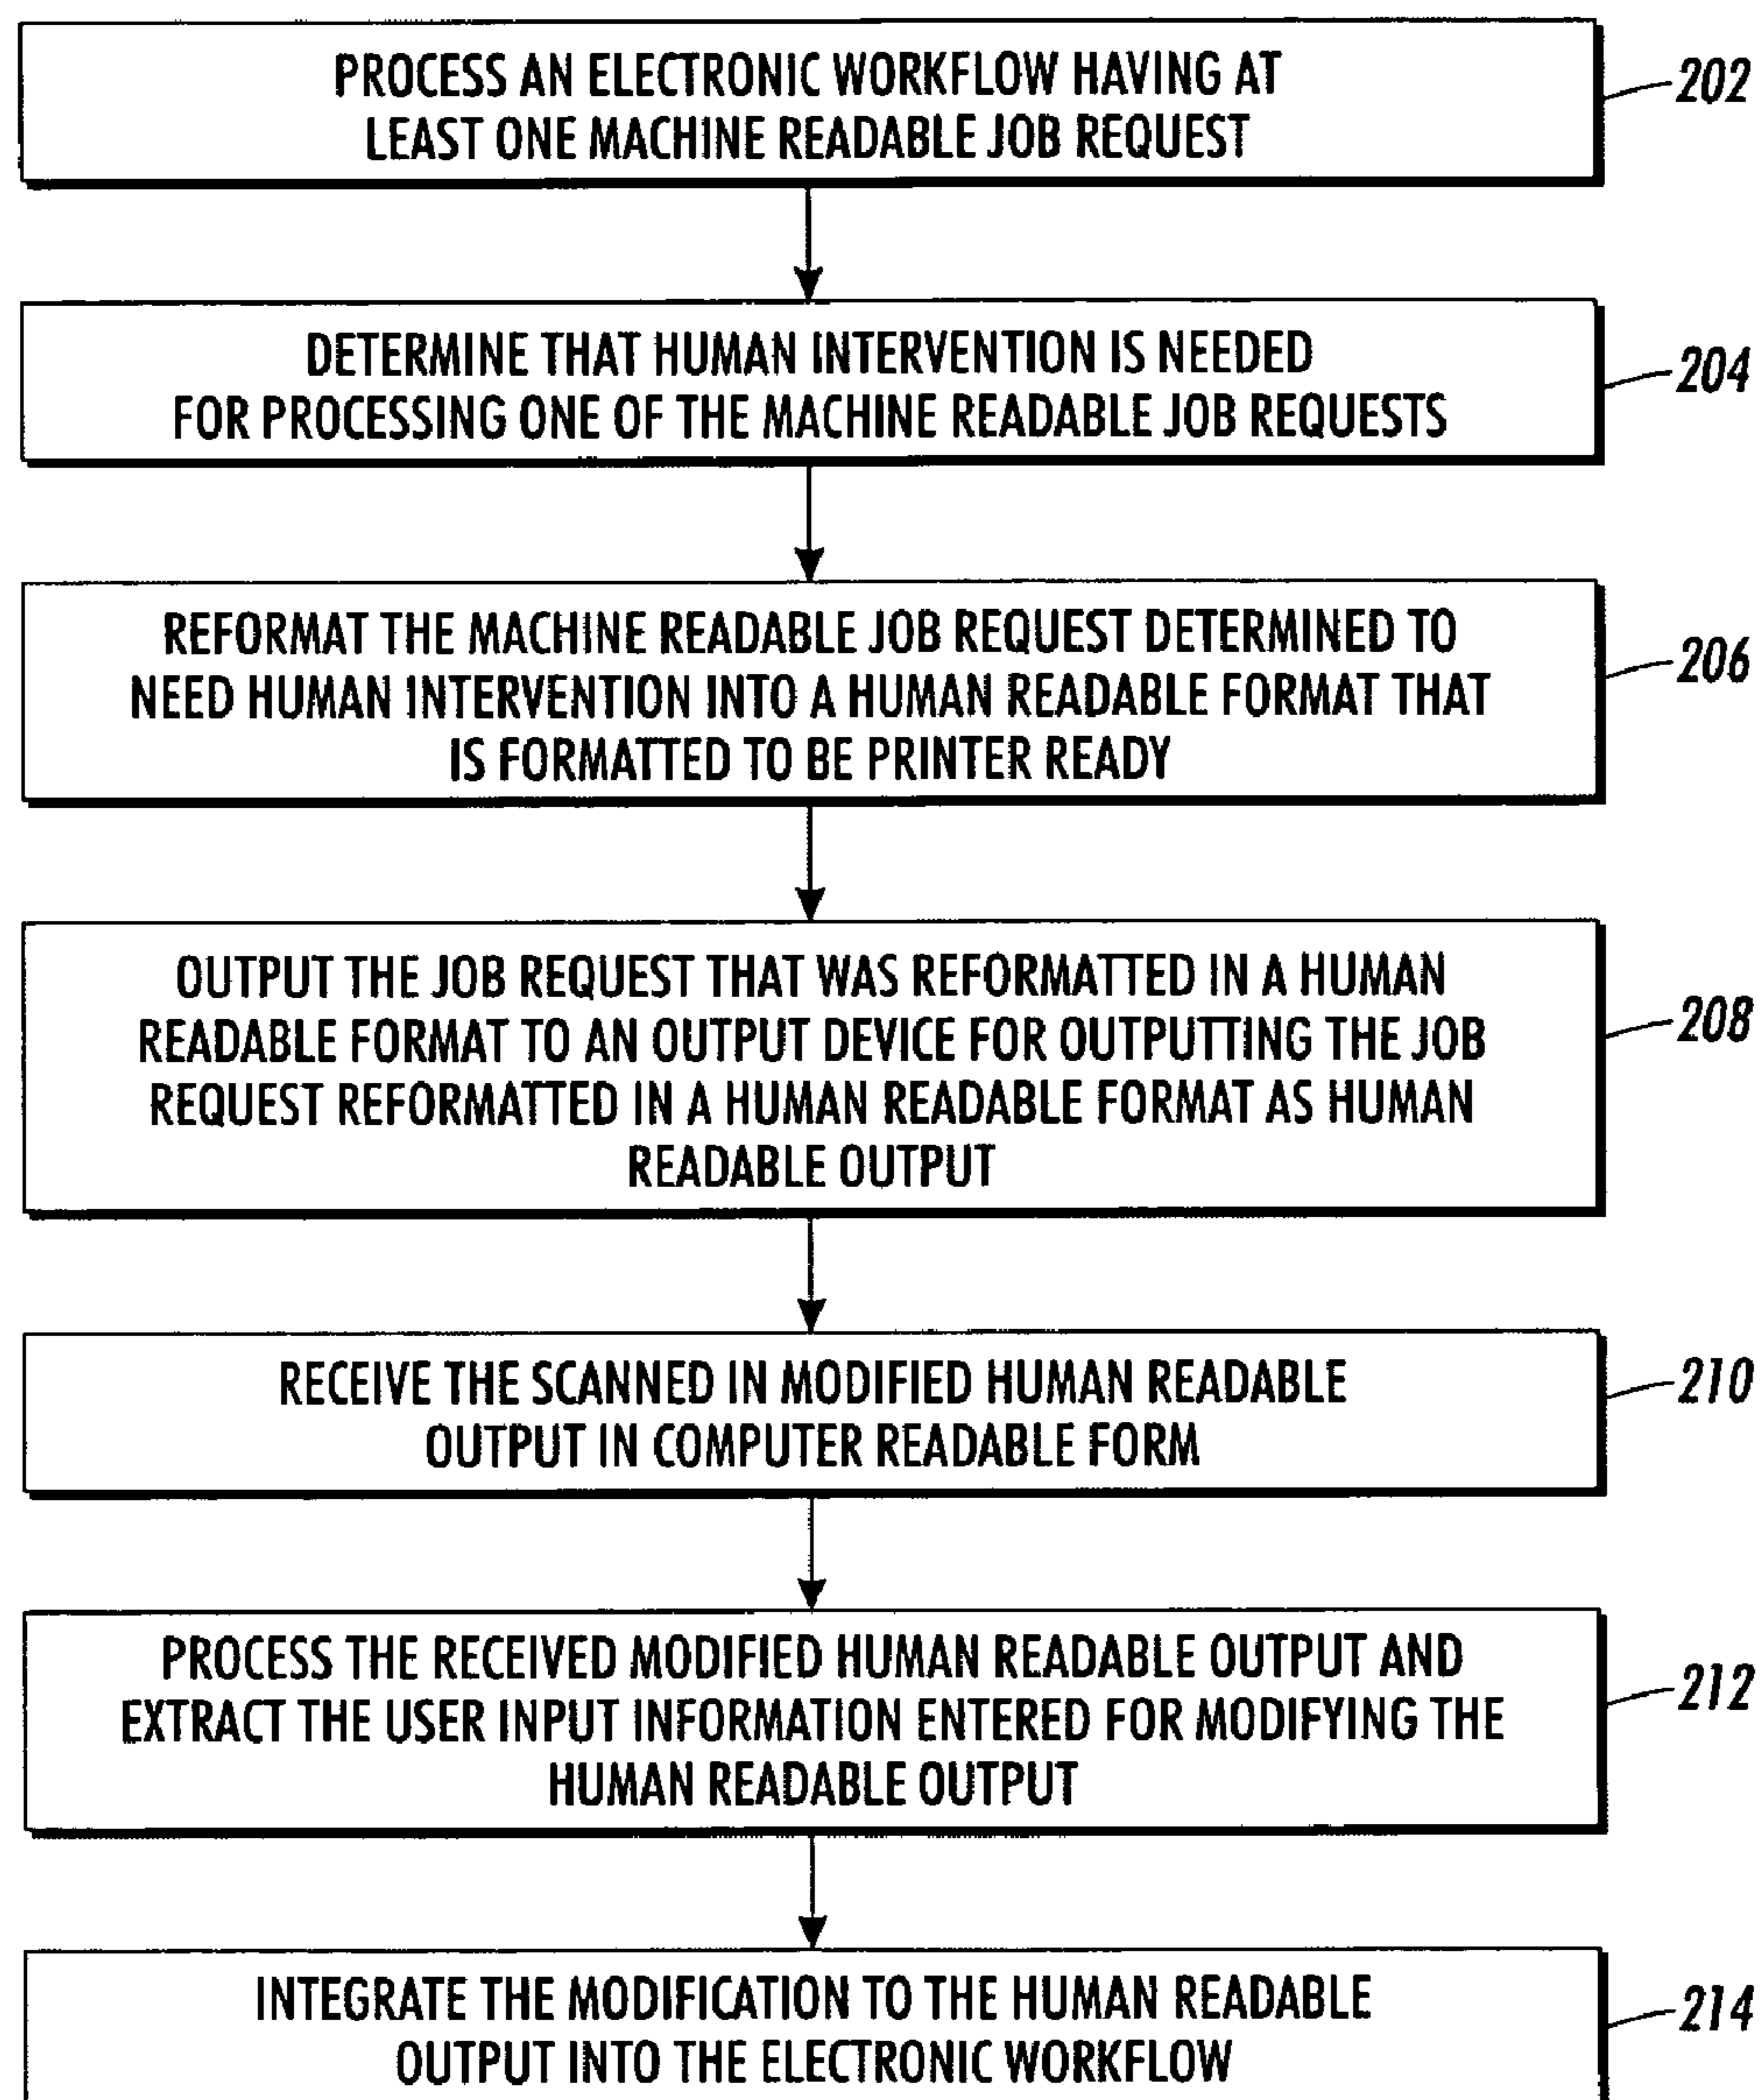 PROCESS AN ELECTRONIC WORKFLOW HAVING AT
LEAST ONE MACHINE READABLE JOB REQUEST
202
DETERMINE THAT HUMAN INTERVENTION IS NEEDED
FOR PROCESSING ONE OF THE MACHINE READABLE JOB REQUESTS
204
REFORMAT THE MACHINE READABLE JOB REQUEST DETERMINED TO
NEED HUMAN INTERVENTION INTO A HUMAN READABLE FORMAT THAT
IS FORMATTED TO BE PRINTER READY
206
OUTPUT THE JOB REQUEST THAT WAS REFORMATTED IN A HUMAN
READABLE FORMAT TO AN OUTPUT DEVICE FOR OUTPUTTING THE JOB
REQUEST REFORMATTED IN A HUMAN READABLE FORMAT AS HUMAN
READABLE OUTPUT
208
RECEIVE THE SCANNED IN MODIFIED HUMAN READABLE
OUTPUT IN COMPUTER READABLE FORM
210
PROCESS THE RECEIVED MODIFIED HUMAN READABLE OUTPUT AND
EXTRACT THE USER INPUT INFORMATION ENTERED FOR MODIFYING THE
HUMAN READABLE OUTPUT
212
INTEGRATE THE MODIFICATION TO THE HUMAN READABLE
OUTPUT INTO THE ELECTRONIC WORKFLOW
214